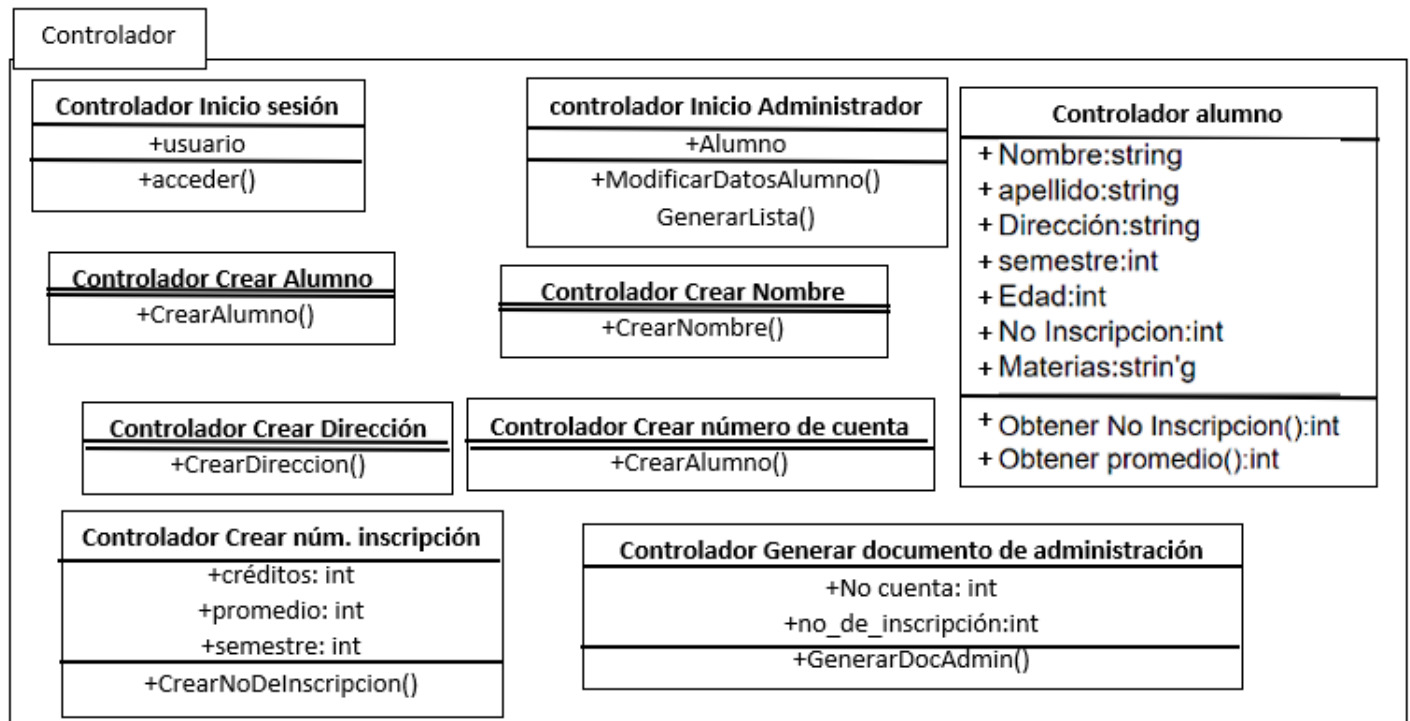 Controlador
Controlador Inicio sesión
+usuario
+acceder()
controlador Inicio Administrador
+Alumno
+ModificarDatosAlumno()
GenerarLista()
Controlador alumno
+ Nombre:string
+ apellido:string
+ Dirección:string
+ semestre:int
+ Edad:int
+ No Inscripcion:int
+ Materias:strin'g
+ Obtener No Inscripcion():int
+ Obtener promedio():int
Controlador Crear Alumno
+CrearAlumno()
Controlador Crear Nombre
+CrearNombre()
Controlador Crear Dirección
+CrearDireccion()
Controlador Crear número de cuenta
+CrearAlumno()
Controlador Crear núm. inscripción
+créditos: int
+promedio: int
+semestre: int
+CrearNoDeInscripcion()
Controlador Generar documento de administración
+No cuenta: int
+no_de_inscripción:int
+GenerarDocAdmin()